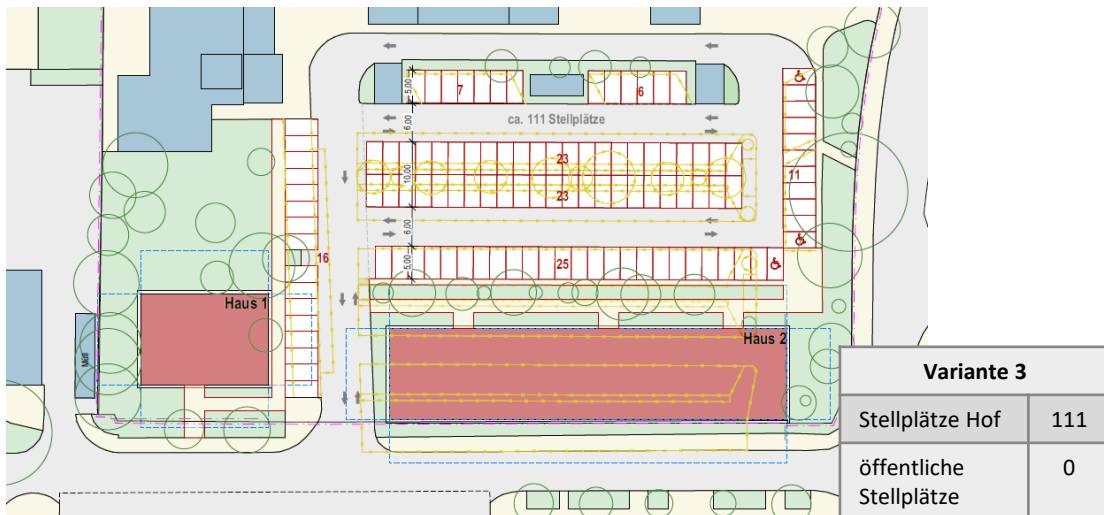 5,00
7
6
6,00
ca. 111 Stellplätze
23
10,00
23
11
6,00
16
5,00
25
Haus 1
Haus 2
Müll
Variante 3
Stellplätze Hof 111
öffentliche 0
Stellplätze